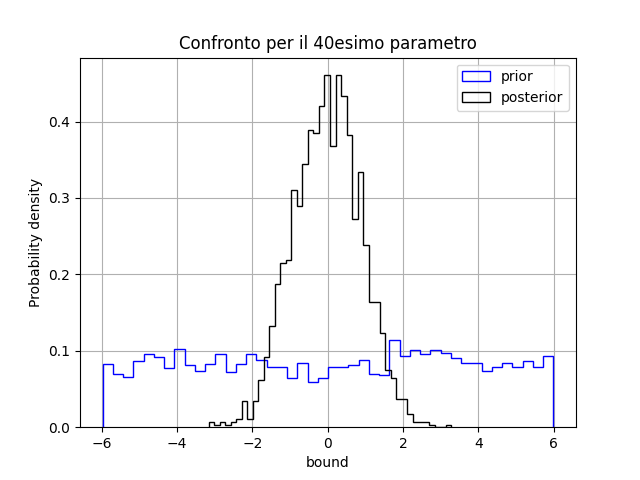 Confronto per il 40esimo parametro
prior
posterior
Probability density
0.4
0.3
0.2
0.1
0.0
−6
−4
−2
0
2
4
6
bound